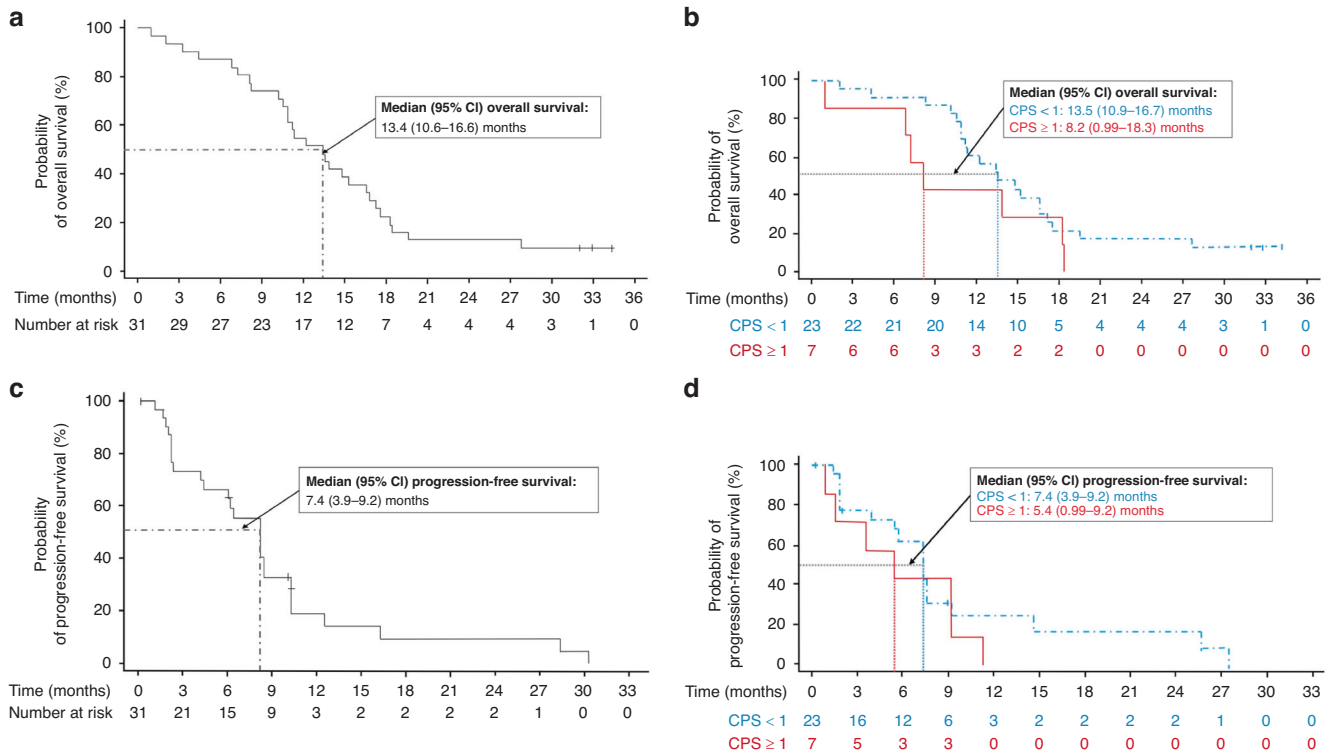 a
Probability
of overall survival (%)
100
80
60
40
20
0
Median (95% CI) overall survival:
13.4 (10.6–16.6) months
Time (months) 0 3 6 9 12 15 18 21 24 27 30 33 36
Number at risk 31 29 27 23 17 12 7 4 4 4 3 1 0
b
Probability of
overall survival (%)
100
80
60
40
20
0
Median (95% CI) overall survival:
CPS < 1: 13.5 (10.9–16.7) months
CPS ≥ 1: 8.2 (0.99–18.3) months
Time (months) 0 3 6 9 12 15 18 21 24 27 30 33 36
CPS < 1 23 22 21 20 14 10 5 4 4 4 3 1 0
CPS ≥ 1 7 6 6 3 3 2 2 0 0 0 0 0 0
c
Probability
of progression-free survival (%)
100
80
60
40
20
0
Median (95% CI) progression-free survival:
7.4 (3.9–9.2) months
Time (months) 0 3 6 9 12 15 18 21 24 27 30 33
Number at risk 31 21 15 9 3 2 2 2 2 1 0 0
d
Probability of
progression-free survival (%)
100
80
60
40
20
0
Median (95% CI) progression-free survival:
CPS < 1: 7.4 (3.9–9.2) months
CPS ≥ 1: 5.4 (0.99–9.2) months
Time (months) 0 3 6 9 12 15 18 21 24 27 30 33
CPS < 1 23 16 12 6 3 2 2 2 2 1 0 0
CPS ≥ 1 7 5 3 3 0 0 0 0 0 0 0 0